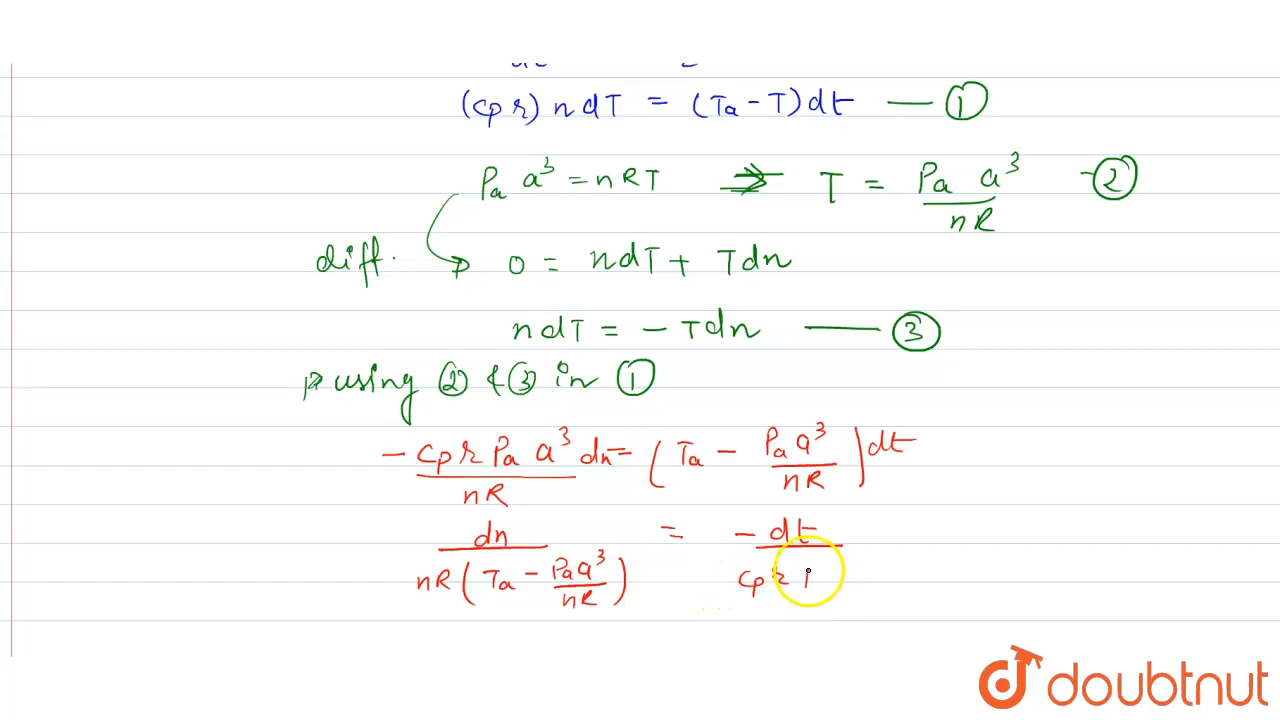 (Cp r) n dT = (Ta - T) dt — ①
Pa a³ = nRT ⇒ T = Pa a³ / nR - ②
diff. → 0 = n dT + T dn
n dT = - T dn — ③
using ② & ③ in ①
- Cp r Pa a³ / nR dn = (Ta - Pa a³ / nR) dt
dn / nR (Ta - Pa a³ / nR) = - dt / Cp r
doubtnut